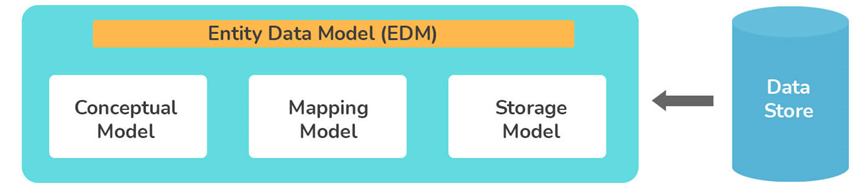 Entity Data Model (EDM)
Conceptual
Model
Mapping
Model
Storage
Model
Data
Store